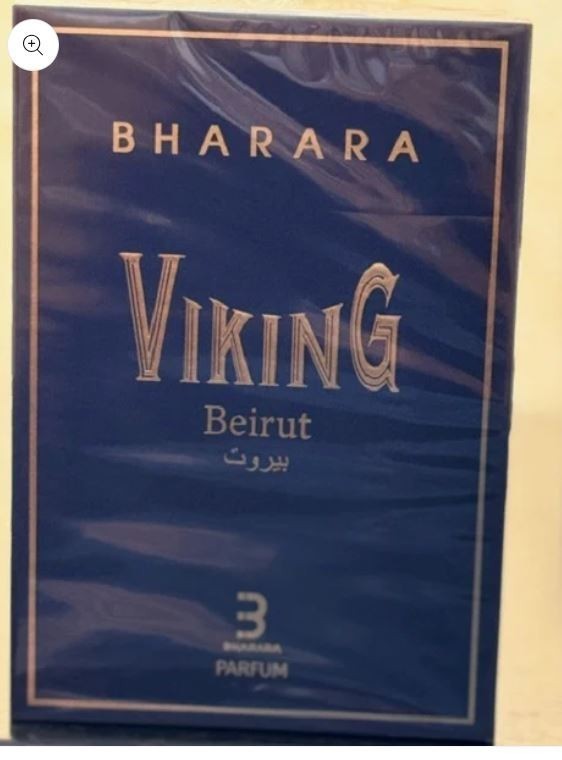 BHARARA
VIKING
Beirut
بيروت
B
BHARARA
PARFUM